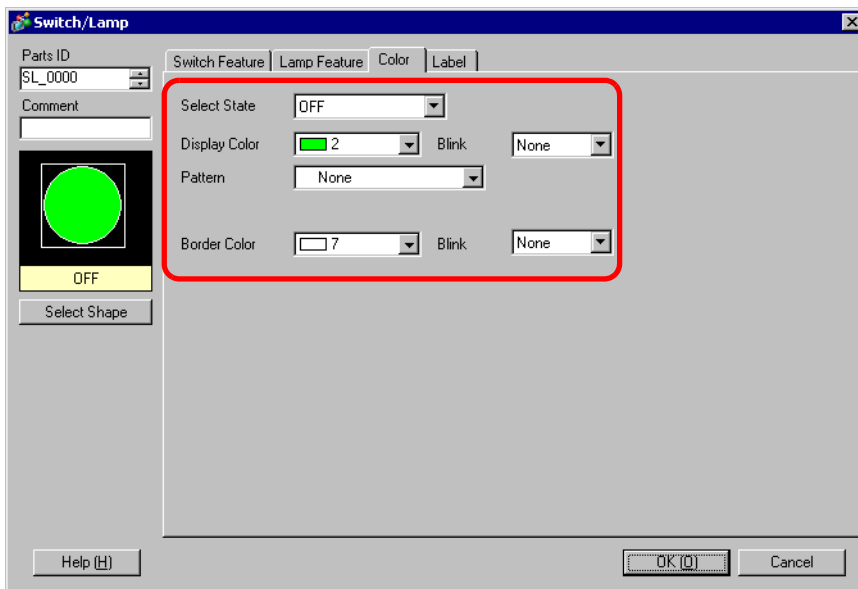 Switch/Lamp
Parts ID
SL_0000
Comment
OFF
Select Shape
Switch Feature Lamp Feature Color Label
Select State OFF
Display Color 2 Blink None
Pattern None
Border Color 7 Blink None
Help (H) OK (O) Cancel